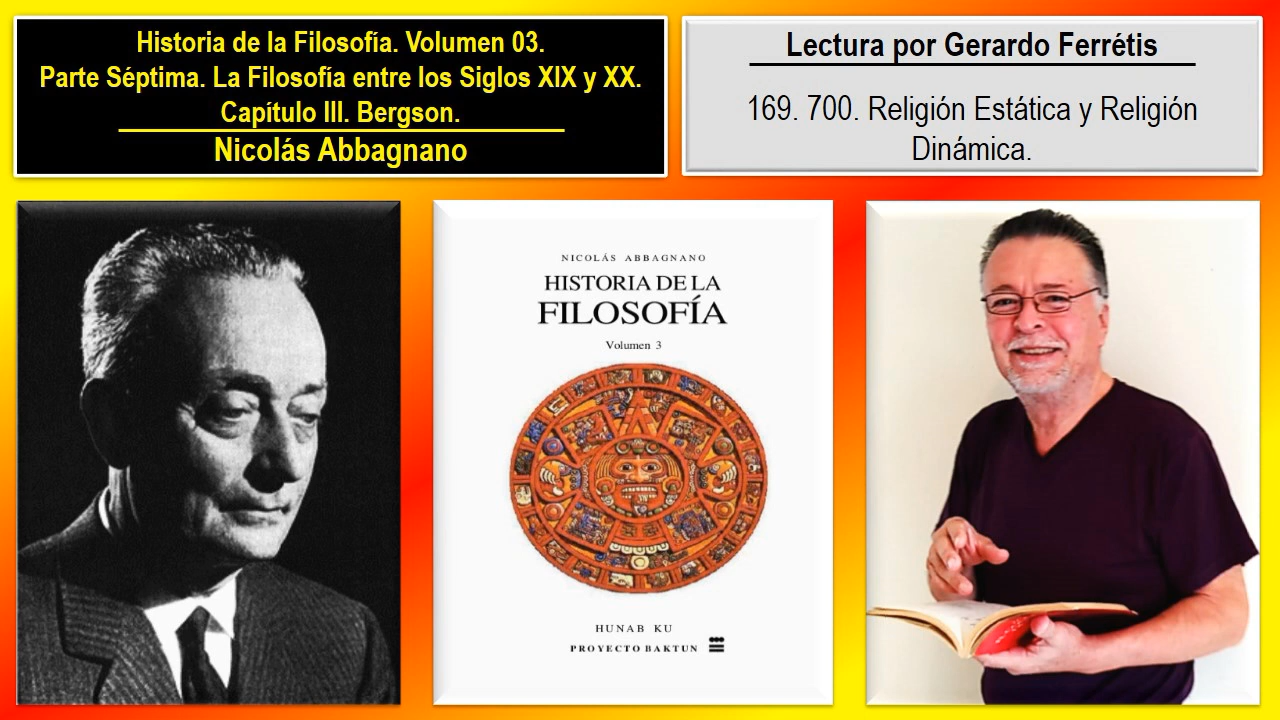 Historia de la Filosofía. Volumen 03.
Parte Séptima. La Filosofía entre los Siglos XIX y XX.
Capítulo III. Bergson.
Nicolás Abbagnano
Lectura por Gerardo Ferrétis
169. 700. Religión Estática y Religión
Dinámica.
NICOLÁS ABBAGNANO
HISTORIA DE LA
FILOSOFÍA
Volumen 3
HUNAB KU
PROYECTO BAKTUN